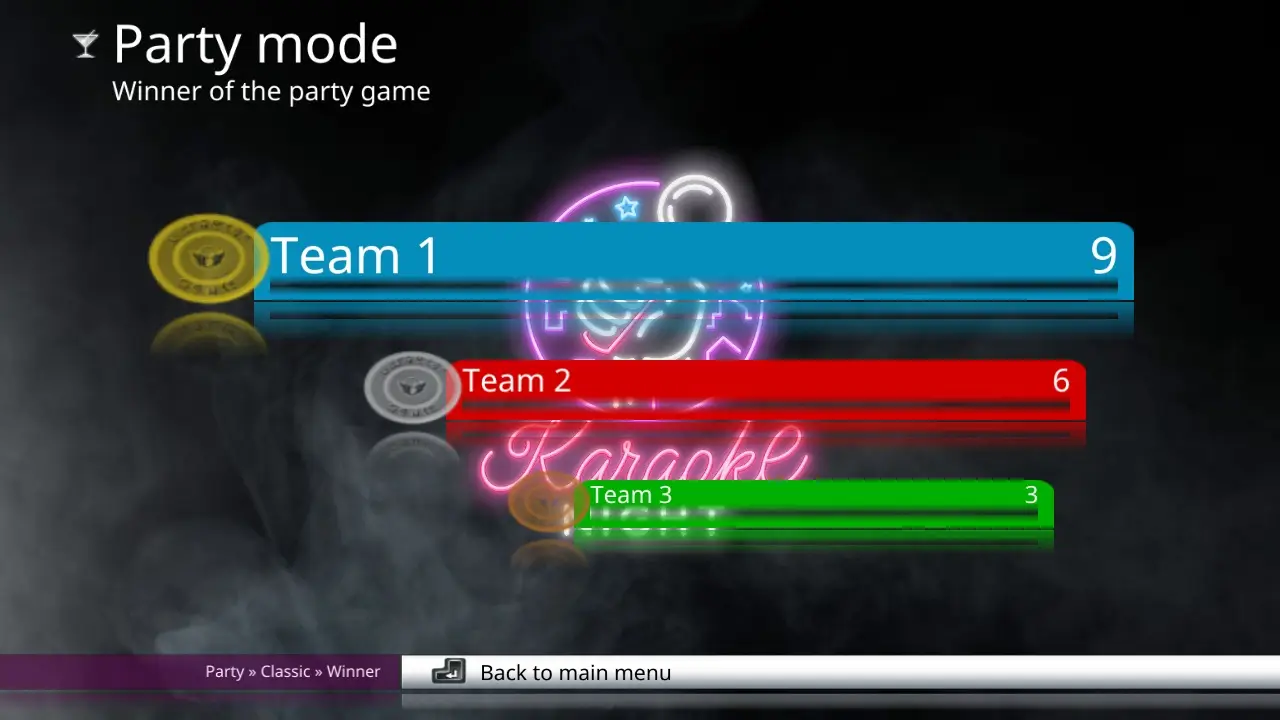 Party mode
Winner of the party game
Team 1 9
Team 2 6
Karaoke
Team 3 3
NIGHT
Party » Classic » Winner
Back to main menu